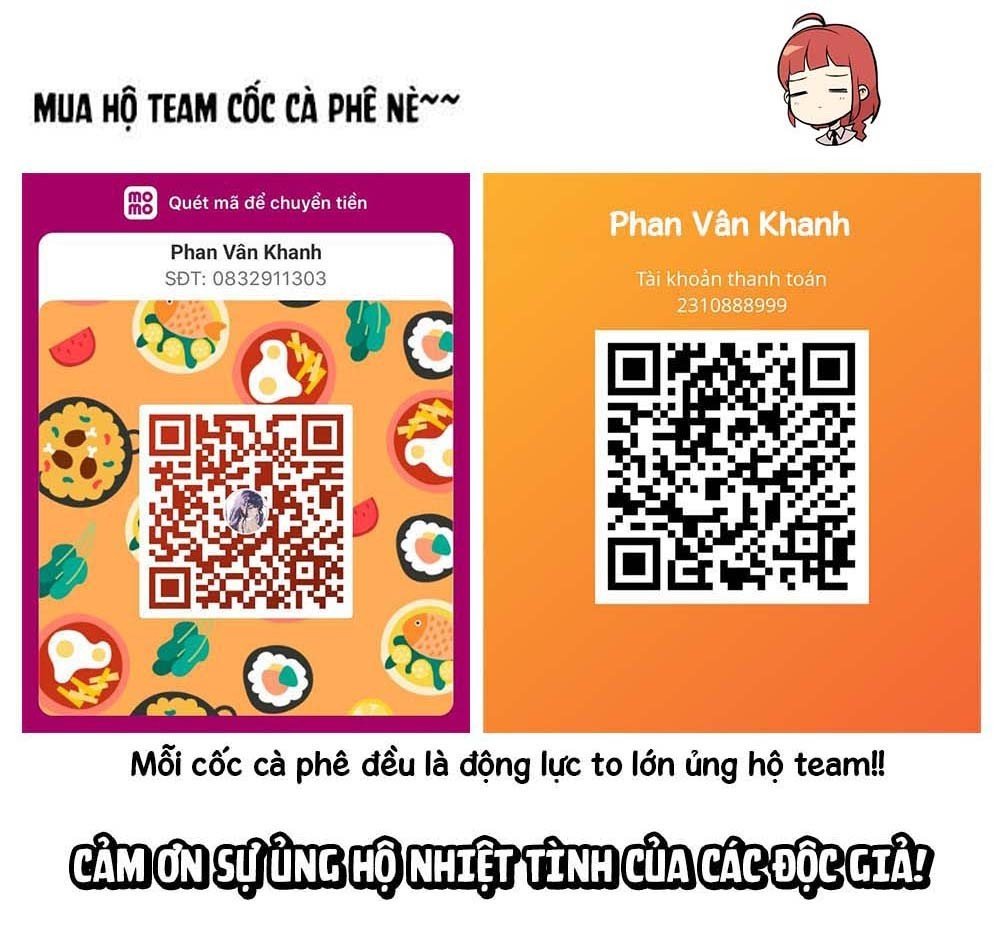 MUA HỘ TEAM CỐC CÀ PHÊ NÈ~~
mo mo Quét mã để chuyển tiền
Phan Vân Khanh
SĐT: 0832911303
Phan Vân Khanh
Tài khoản thanh toán
2310888999
Mỗi cốc cà phê đều là động lực to lớn ủng hộ team!!
CẢM ƠN SỰ ỦNG HỘ NHIỆT TÌNH CỦA CÁC ĐỘC GIẢ!